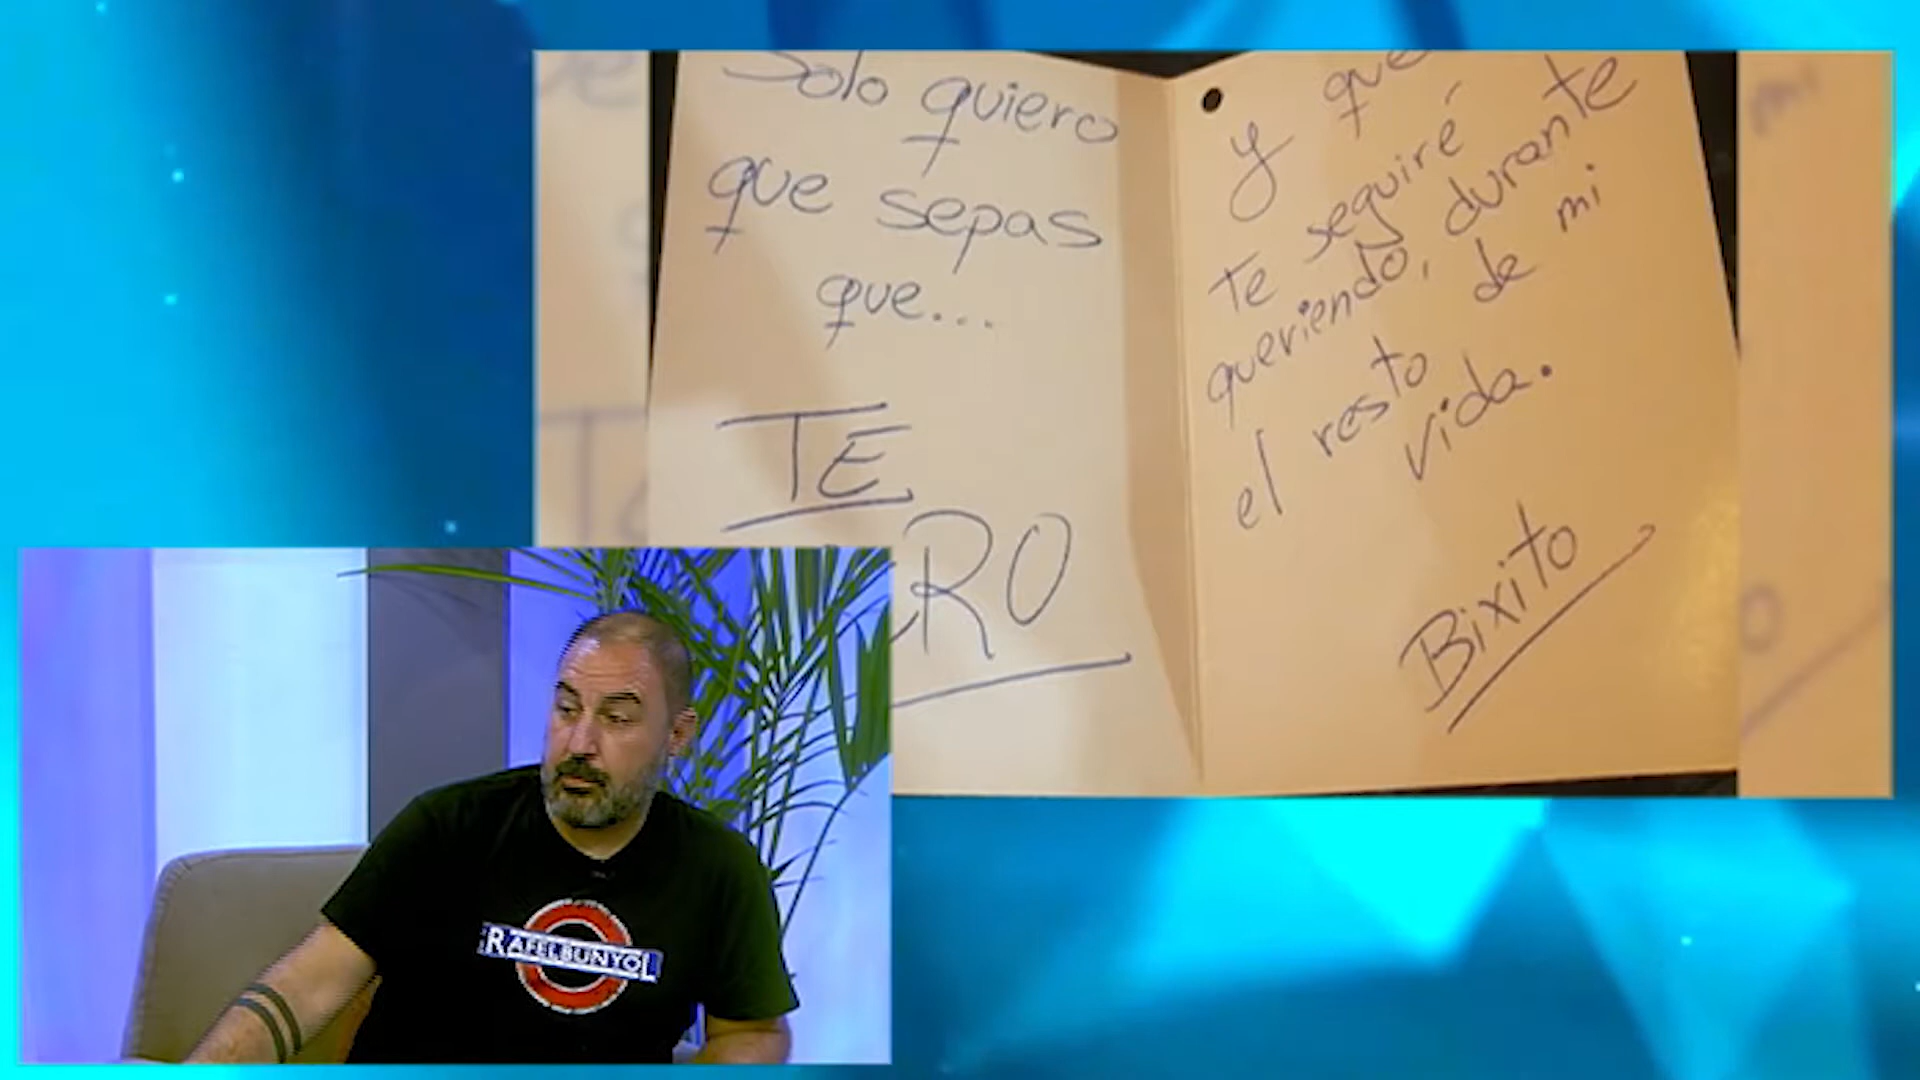 Solo quiero
que sepas
que...
TE
RO
y que
te seguiré
queriendo, durante
el resto de mi
vida.
Bixito
RAFELBUNYOL